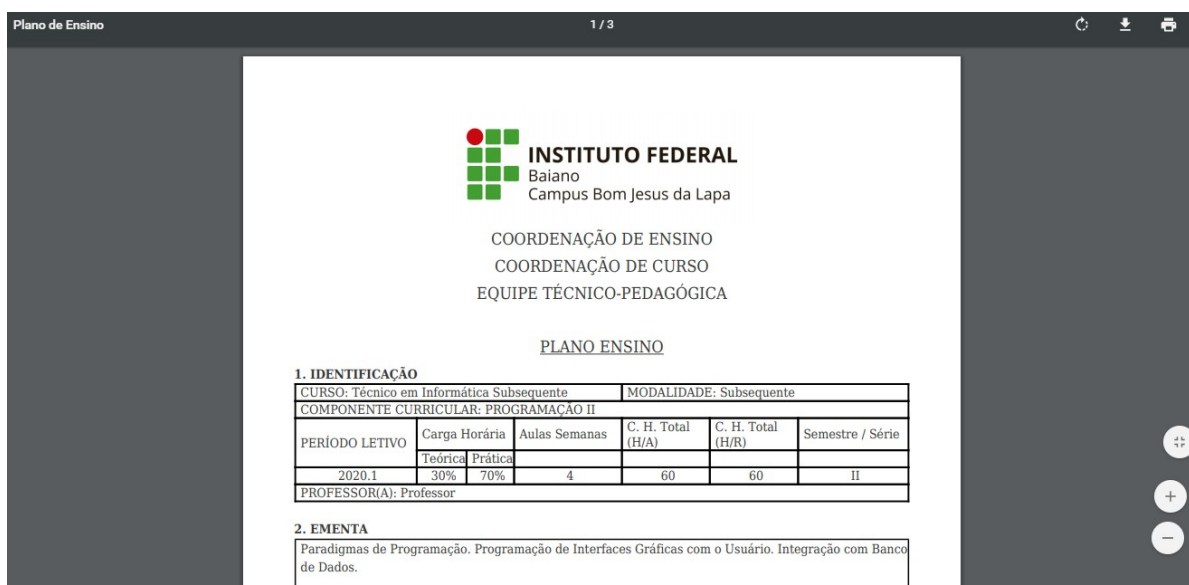 Plano de Ensino
1 / 3
INSTITUTO FEDERAL
Baiano
Campus Bom Jesus da Lapa
COORDENAÇÃO DE ENSINO
COORDENAÇÃO DE CURSO
EQUIPE TÉCNICO-PEDAGÓGICA
PLANO ENSINO
1. IDENTIFICAÇÃO
CURSO: Técnico em Informática Subsequente MODALIDADE: Subsequente
COMPONENTE CURRICULAR: PROGRAMAÇÃO II
PERÍODO LETIVO Carga Horária Aulas Semanas C. H. Total (H/A) C. H. Total (H/R) Semestre / Série
Teórica Prática
2020.1 30% 70% 4 60 60 II
PROFESSOR(A): Professor
2. EMENTA
Paradigmas de Programação. Programação de Interfaces Gráficas com o Usuário. Integração com Banco
de Dados.